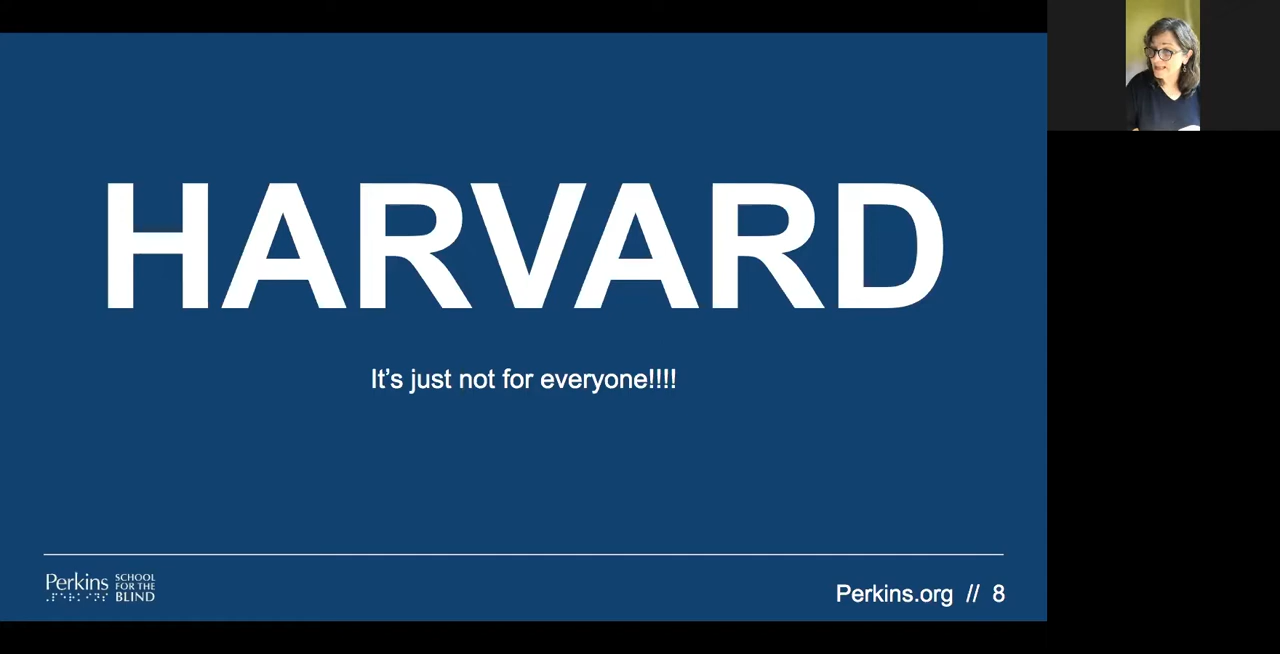 HARVARD
It’s just not for everyone!!!!
Perkins SCHOOL FOR THE BLIND
⠏⠑⠗⠅⠊⠝⠎
Perkins.org // 8